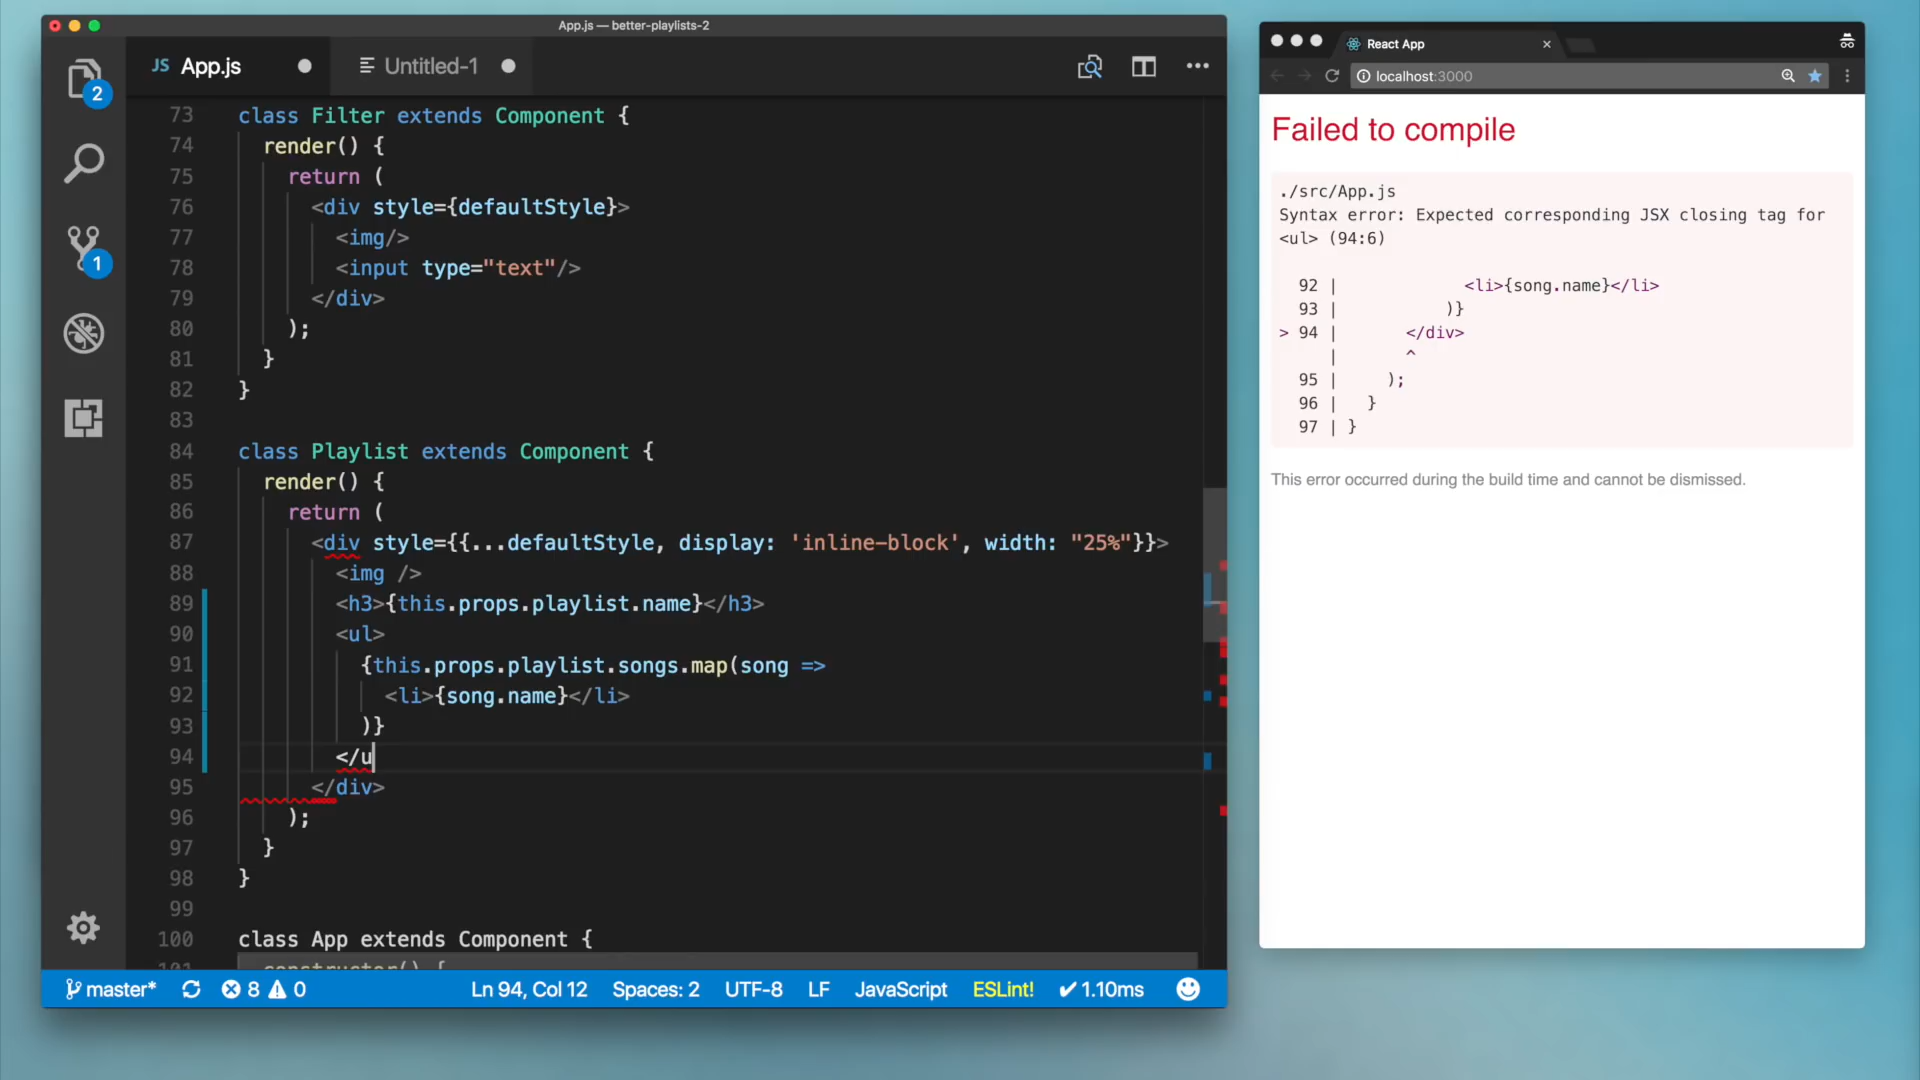 App.js — better-playlists-2
JS App.js
Untitled-1
2
1
73 class Filter extends Component {
74 render() {
75 return (
76 <div style={defaultStyle}>
77 <img/>
78 <input type="text"/>
79 </div>
80 );
81 }
82 }
83
84 class Playlist extends Component {
85 render() {
86 return (
87 <div style={{...defaultStyle, display: 'inline-block', width: "25%"}}>
88 <img />
89 <h3>{this.props.playlist.name}</h3>
90 <ul>
91 {this.props.playlist.songs.map(song =>
92 <li>{song.name}</li>
93 )}
94 </u
95 </div>
96 );
97 }
98 }
99
100 class App extends Component {
101 constructor() {
master* 8 0 Ln 94, Col 12 Spaces: 2 UTF-8 LF JavaScript ESLint! ✔ 1.10ms
React App
localhost:3000
Failed to compile
./src/App.js
Syntax error: Expected corresponding JSX closing tag for
<ul> (94:6)
92 | <li>{song.name}</li>
93 | )}
> 94 | </div>
| ^
95 | );
96 | }
97 | }
This error occurred during the build time and cannot be dismissed.